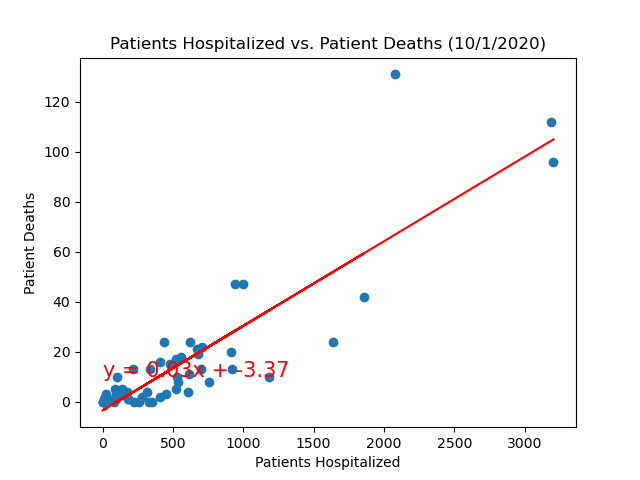 Patients Hospitalized vs. Patient Deaths (10/1/2020)
120
100
80
60
40
20
0
Patient Deaths
y = 0.03x + -3.37
0 500 1000 1500 2000 2500 3000
Patients Hospitalized